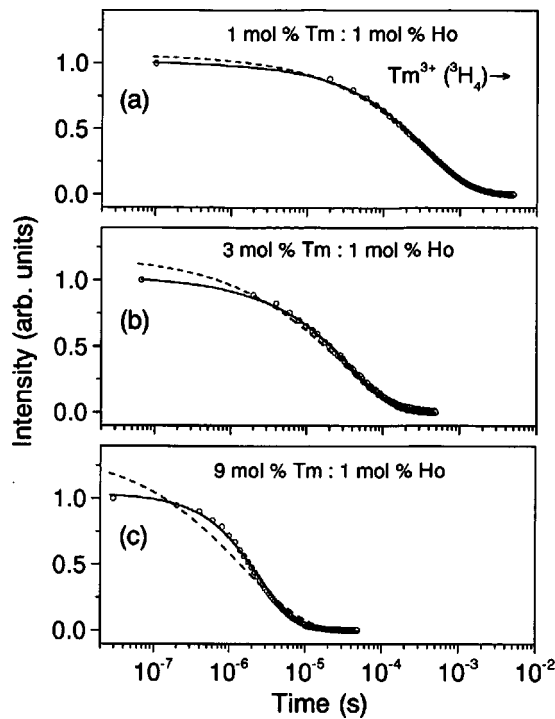 1 mol % Tm : 1 mol % Ho
Tm³⁺ (³H₄)→
1.0
(a)
0.5
0.0
3 mol % Tm : 1 mol % Ho
1.0
(b)
0.5
0.0
Intensity (arb. units)
9 mol % Tm : 1 mol % Ho
1.0
(c)
0.5
0.0
10⁻⁷ 10⁻⁶ 10⁻⁵ 10⁻⁴ 10⁻³ 10⁻²
Time (s)